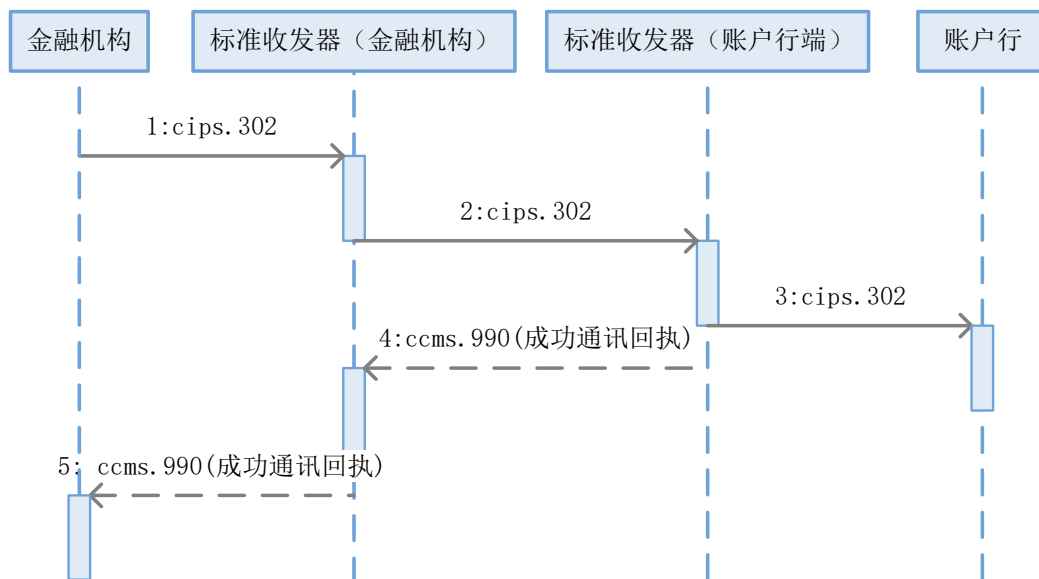 金融机构
标准收发器（金融机构）
标准收发器（账户行端）
账户行
1:cips.302
2:cips.302
3:cips.302
4:ccms.990(成功通讯回执)
5: ccms.990(成功通讯回执)